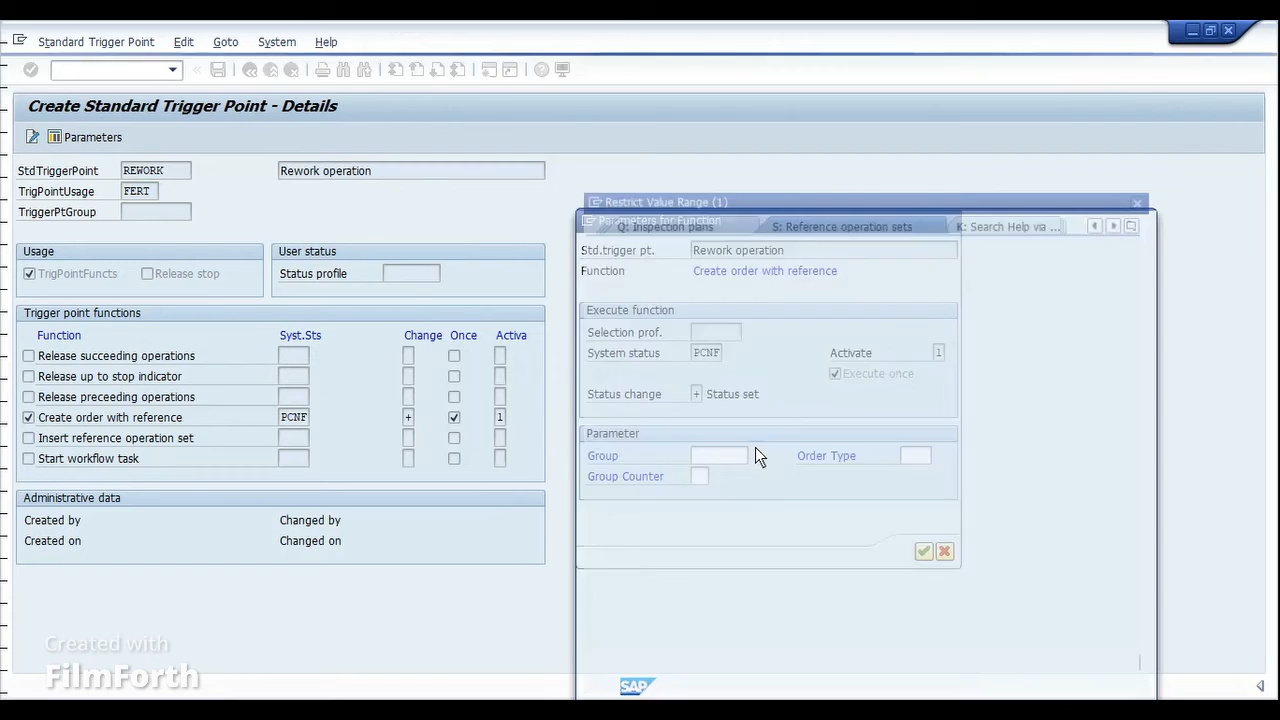 Standard Trigger Point Edit Goto System Help
Create Standard Trigger Point - Details
Parameters
StdTriggerPoint REWORK Rework operation
TrigPointUsage FERT
TriggerPtGroup
Usage
User status
TrigPointFuncts Release stop
Status profile
Trigger point functions
Function Syst.Sts Change Once Activa
Release succeeding operations
Release up to stop indicator
Release preceeding operations
Create order with reference PCNF + 1
Insert reference operation set
Start workflow task
Administrative data
Created by Changed by
Created on Changed on
Restrict Value Range (1)
Parameters for Function
Q: Inspection plans S: Reference operation sets K: Search Help via ...
Std.trigger pt. Rework operation
Function Create order with reference
Execute function
Selection prof.
System status PCNF Activate 1
Execute once
Status change + Status set
Parameter
Group Order Type
Group Counter
Created with
FilmForth
SAP